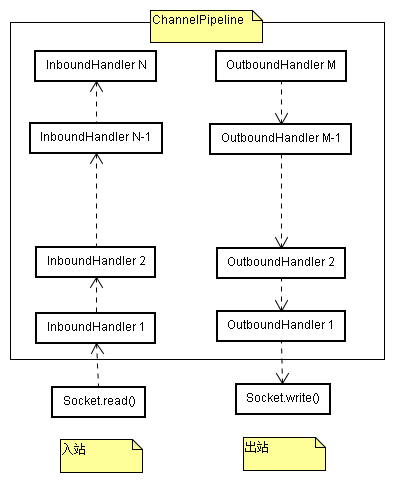 ChannelPipeline
InboundHandler N
OutboundHandler M
InboundHandler N-1
OutboundHandler M-1
InboundHandler 2
OutboundHandler 2
InboundHandler 1
OutboundHandler 1
Socket.read()
Socket.write()
入站
出站